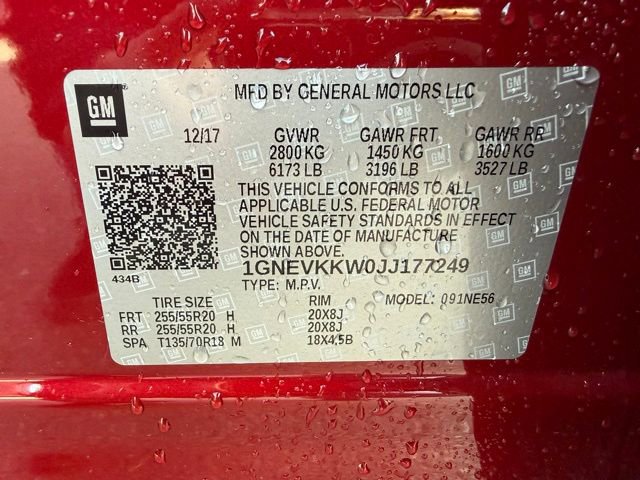 GM
MFD BY GENERAL MOTORS LLC
12/17 GVWR GAWR FRT GAWR RR
2800 KG 1450 KG 1600 KG
6173 LB 3196 LB 3527 LB
THIS VEHICLE CONFORMS TO ALL
APPLICABLE U.S. FEDERAL MOTOR
VEHICLE SAFETY STANDARDS IN EFFECT
ON THE DATE OF MANUFACTURE
SHOWN ABOVE.
434B 1GNEVKKW0JJ177249
TYPE: M.P.V.
TIRE SIZE RIM MODEL: Q91NE56
FRT 255/55R20 H 20X8J
RR 255/55R20 H 20X8J
SPA T135/70R18 M 18X4.5B